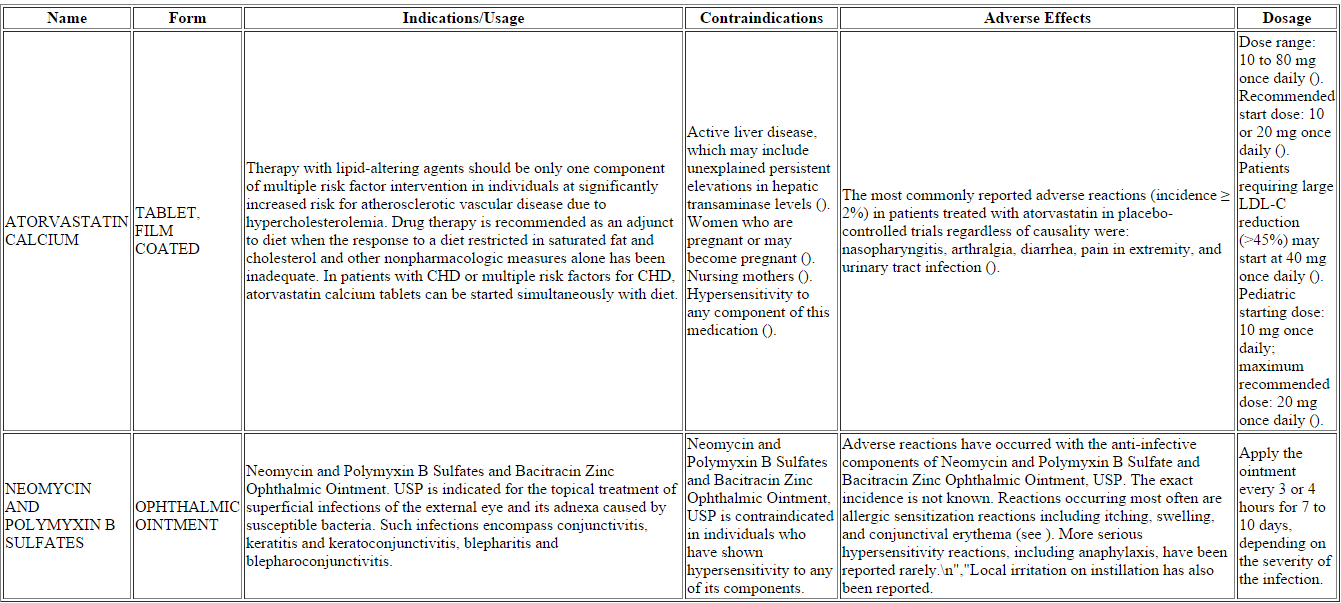 Name
Form
Indications/Usage
Contraindications
Adverse Effects
Dosage
ATORVASTATIN
CALCIUM
TABLET,
FILM
COATED
Therapy with lipid-altering agents should be only one component
of multiple risk factor intervention in individuals at significantly
increased risk for atherosclerotic vascular disease due to
hypercholesterolemia. Drug therapy is recommended as an adjunct
to diet when the response to a diet restricted in saturated fat and
cholesterol and other nonpharmacologic measures alone has been
inadequate. In patients with CHD or multiple risk factors for CHD,
atorvastatin calcium tablets can be started simultaneously with diet.
Active liver disease,
which may include
unexplained persistent
elevations in hepatic
transaminase levels ().
Women who are
pregnant or may
become pregnant ().
Nursing mothers ().
Hypersensitivity to
any component of this
medication ().
The most commonly reported adverse reactions (incidence ≥
2%) in patients treated with atorvastatin in placebo-
controlled trials regardless of causality were:
nasopharyngitis, arthralgia, diarrhea, pain in extremity, and
urinary tract infection ().
Dose range:
10 to 80 mg
once daily ().
Recommended
start dose: 10
or 20 mg once
daily ().
Patients
requiring large
LDL-C
reduction
(>45%) may
start at 40 mg
once daily ().
Pediatric
starting dose:
10 mg once
daily;
maximum
recommended
dose: 20 mg
once daily ().
NEOMYCIN
AND
POLYMYXIN B
SULFATES
OPHTHALMIC
OINTMENT
Neomycin and Polymyxin B Sulfates and Bacitracin Zinc
Ophthalmic Ointment. USP is indicated for the topical treatment of
superficial infections of the external eye and its adnexa caused by
susceptible bacteria. Such infections encompass conjunctivitis,
keratitis and keratoconjunctivitis, blepharitis and
blepharoconjunctivitis.
Neomycin and
Polymyxin B Sulfates
and Bacitracin Zinc
Ophthalmic Ointment,
USP is contraindicated
in individuals who
have shown
hypersensitivity to any
of its components.
Adverse reactions have occurred with the anti-infective
components of Neomycin and Polymyxin B Sulfate and
Bacitracin Zinc Ophthalmic Ointment, USP. The exact
incidence is not known. Reactions occurring most often are
allergic sensitization reactions including itching, swelling,
and conjunctival erythema (see ). More serious
hypersensitivity reactions, including anaphylaxis, have been
reported rarely.\n","Local irritation on instillation has also
been reported.
Apply the
ointment
every 3 or 4
hours for 7 to
10 days,
depending on
the severity of
the infection.